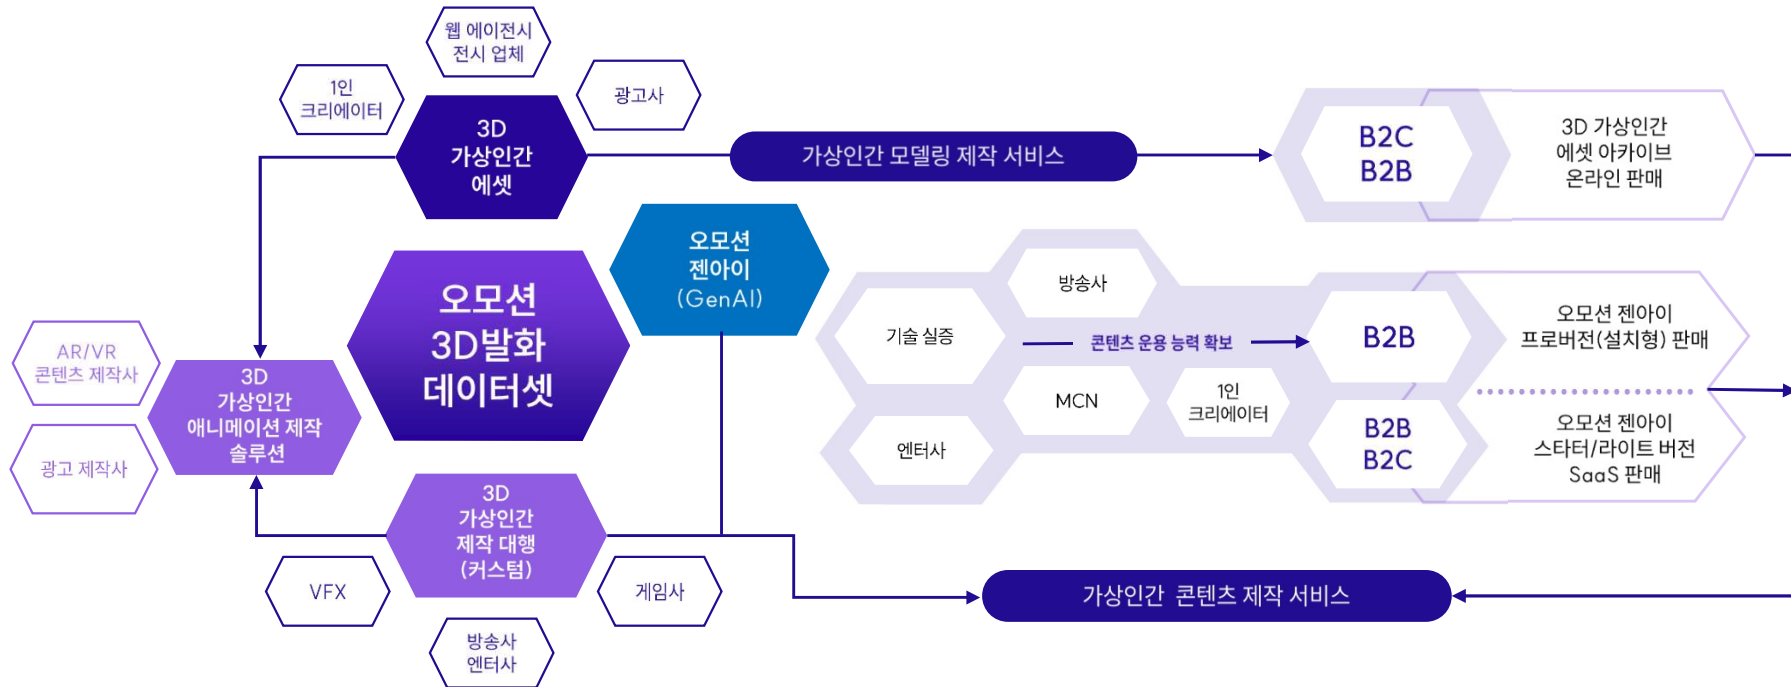 웹 에이전시
전시 업체
1인
크리에이터
광고사
3D
가상인간
에셋
가상인간 모델링 제작 서비스
B2C
B2B
3D 가상인간
에셋 아카이브
온라인 판매
오모션
젠아이
(GenAI)
오모션
3D발화
데이터셋
AR/VR
콘텐츠 제작사
광고 제작사
3D
가상인간
애니메이션 제작
솔루션
3D
가상인간
제작 대행
(커스텀)
VFX
방송사
엔터사
게임사
방송사
기술 실증
콘텐츠 운용 능력 확보
MCN
1인
크리에이터
엔터사
B2B
오모션 젠아이
프로버전(설치형) 판매
B2B
B2C
오모션 젠아이
스타터/라이트 버전
SaaS 판매
가상인간 콘텐츠 제작 서비스